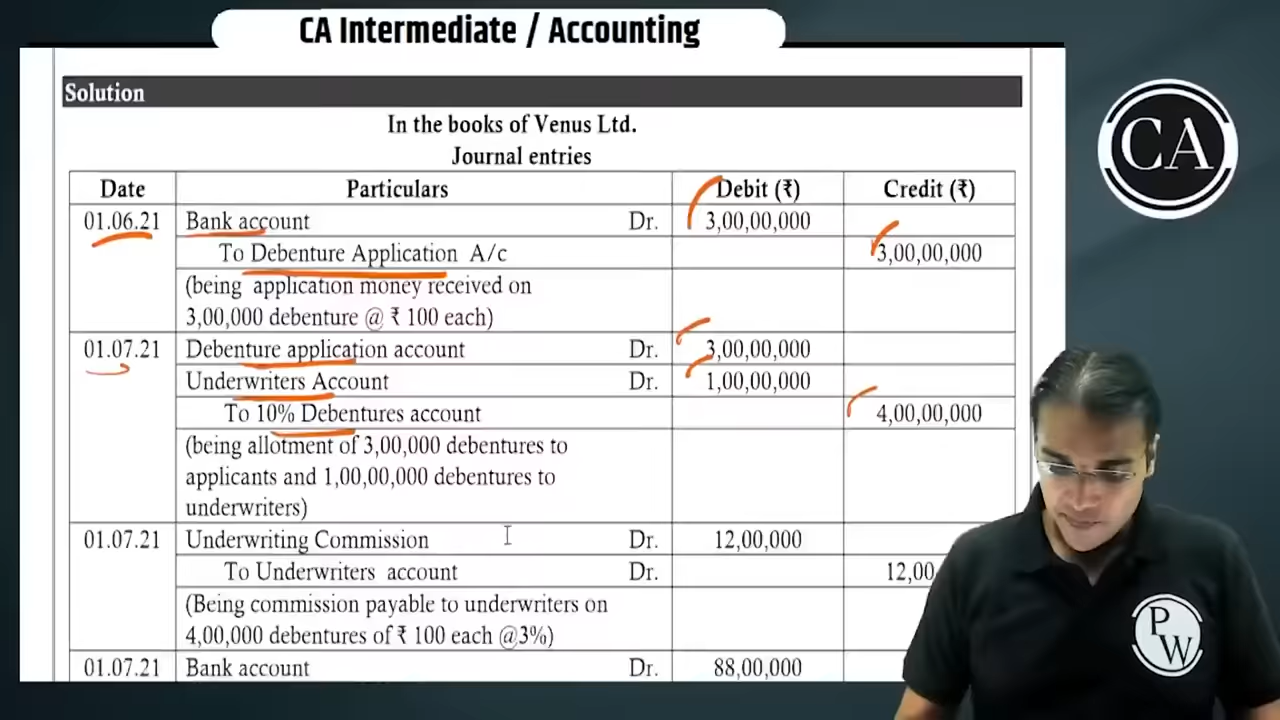 CA Intermediate / Accounting
CA
Solution
In the books of Venus Ltd.
Journal entries
Date Particulars Debit (₹) Credit (₹)
01.06.21 Bank account Dr. 3,00,00,000
To Debenture Application A/c 3,00,00,000
(being application money received on
3,00,000 debenture @ ₹ 100 each)
01.07.21 Debenture application account Dr. 3,00,00,000
Underwriters Account Dr. 1,00,00,000
To 10% Debentures account 4,00,00,000
(being allotment of 3,00,000 debentures to
applicants and 1,00,00,000 debentures to
underwriters)
01.07.21 Underwriting Commission Dr. 12,00,000
To Underwriters account Dr. 12,00
(Being commission payable to underwriters on
4,00,000 debentures of ₹ 100 each @3%)
01.07.21 Bank account Dr. 88,00,000
P
W